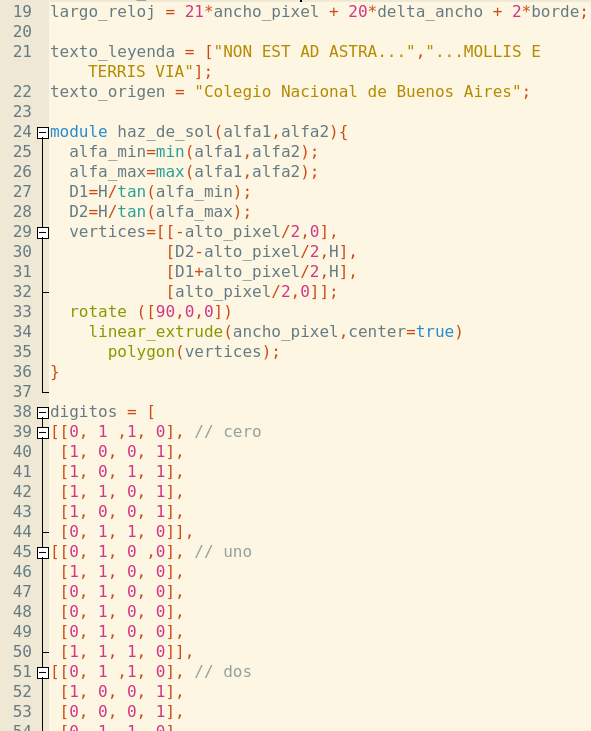 19 largo_reloj = 21*ancho_pixel + 20*delta_ancho + 2*borde;
20
21 texto_leyenda = ["NON EST AD ASTRA...","...MOLLIS E
TERRIS VIA"];
22 texto_origen = "Colegio Nacional de Buenos Aires";
23
24 module haz_de_sol(alfa1,alfa2){
25   alfa_min=min(alfa1,alfa2);
26   alfa_max=max(alfa1,alfa2);
27   D1=H/tan(alfa_min);
28   D2=H/tan(alfa_max);
29   vertices=[[-alto_pixel/2,0],
30             [D2-alto_pixel/2,H],
31             [D1+alto_pixel/2,H],
32             [alto_pixel/2,0]];
33   rotate ([90,0,0])
34     linear_extrude(ancho_pixel,center=true)
35       polygon(vertices);
36 }
37
38 digitos = [
39 [[0, 1 ,1, 0], // cero
40  [1, 0, 0, 1],
41  [1, 0, 1, 1],
42  [1, 1, 0, 1],
43  [1, 0, 0, 1],
44  [0, 1, 1, 0]],
45 [[0, 1, 0 ,0], // uno
46  [1, 1, 0, 0],
47  [0, 1, 0, 0],
48  [0, 1, 0, 0],
49  [0, 1, 0, 0],
50  [1, 1, 1, 0]],
51 [[0, 1 ,1, 0], // dos
52  [1, 0, 0, 1],
53  [0, 0, 0, 1],
54  [0, 1, 1, 0]